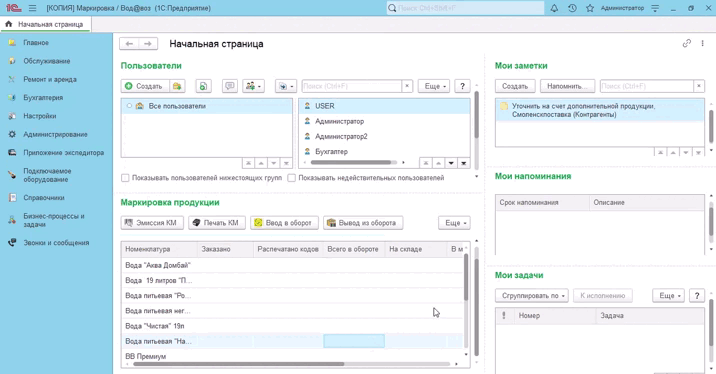 1С [КОПИЯ] Маркировка / Вод@воз (1С:Предприятие)
Поиск Ctrl+Shift+F
Администратор
Начальная страница
Главное
Обслуживание
Ремонт и аренда
Бухгалтерия
Настройки
Администрирование
Приложение экспедитора
Подключаемое
оборудование
Справочники
Бизнес-процессы и
задачи
Звонки и сообщения
Начальная страница
Пользователи
Создать
Поиск (Ctrl+F)
×
Еще
?
Все пользователи
USER
Администратор
Администратор2
Бухгалтер
Показывать пользователей нижестоящих групп
Показывать недействительных пользователей
Маркировка продукции
Эмиссия КМ
Печать КМ
Ввод в оборот
Вывод из оборота
Еще
Номенклатура Заказано Распечатано кодов Всего в обороте На складе В м
Вода "Аква Домбай"
Вода 19 литров "П...
Вода питьевая "Ро...
Вода питьевая нег...
Вода "Чистая" 19л
Вода питьевая "На...
ВВ Премиум
Мои заметки
Создать
Напомнить...
Поиск (Ctrl+F)
×
Уточнить на счет дополнительной продукции,
Смоленскпоставка (Контрагенты)
Мои напоминания
Срок напоминания Описание
Мои задачи
Сгруппировать по
К исполнению
Еще
?
! Номер Задача